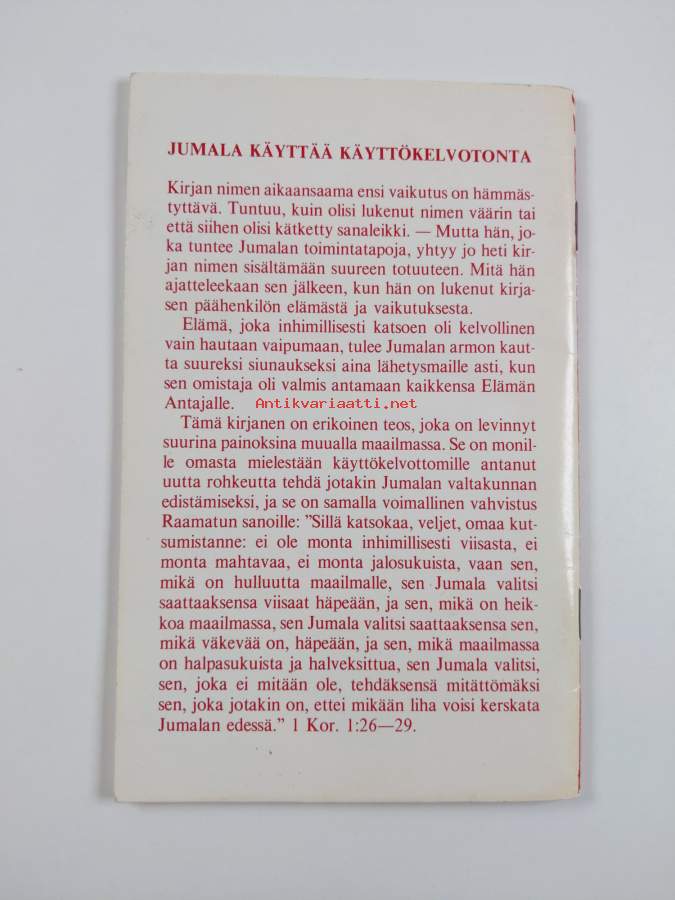 JUMALA KÄYTTÄÄ KÄYTTÖKELVOTONTA
Kirjan nimen aikaansaama ensi vaikutus on hämmäs-
tyttävä. Tuntuu, kuin olisi lukenut nimen väärin tai
että siihen olisi kätketty sanaleikki. — Mutta hän, jo-
ka tuntee Jumalan toimintatapoja, yhtyy jo heti kir-
jan nimen sisältämään suureen totuuteen. Mitä hän
ajatteleekaan sen jälkeen, kun hän on lukenut kirja-
sen päähenkilön elämästä ja vaikutuksesta.
Elämä, joka inhimillisesti katsoen oli kelvollinen
vain hautaan vaipumaan, tulee Jumalan armon kaut-
ta suureksi siunaukseksi aina lähetysmaille asti, kun
sen omistaja oli valmis antamaan kaikkensa Elämän
Antajalle.
Antikvariaatti.net
Tämä kirjanen on erikoinen teos, joka on levinnyt
suurina painoksina muualla maailmassa. Se on monil-
le omasta mielestään käyttökelvottomille antanut
uutta rohkeutta tehdä jotakin Jumalan valtakunnan
edistämiseksi, ja se on samalla voimallinen vahvistus
Raamatun sanoille: ”Sillä katsokaa, veljet, omaa kut-
sumistanne: ei ole monta inhimillisesti viisasta, ei
monta mahtavaa, ei monta jalosukuista, vaan sen,
mikä on hulluutta maailmalle, sen Jumala valitsi
saattaaksensa viisaat häpeään, ja sen, mikä on heik-
koa maailmassa, sen Jumala valitsi saattaaksensa sen,
mikä väkevää on, häpeään, ja sen, mikä maailmassa
on halpasukuista ja halveksittua, sen Jumala valitsi,
sen, joka ei mitään ole, tehdäksensä mitättömäksi
sen, joka jotakin on, ettei mikään liha voisi kerskata
Jumalan edessä.” 1 Kor. 1:26—29.